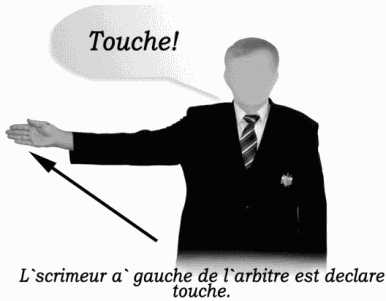 Touche!
L`scrimeur a` gauche de l`arbitre est declare
touche.